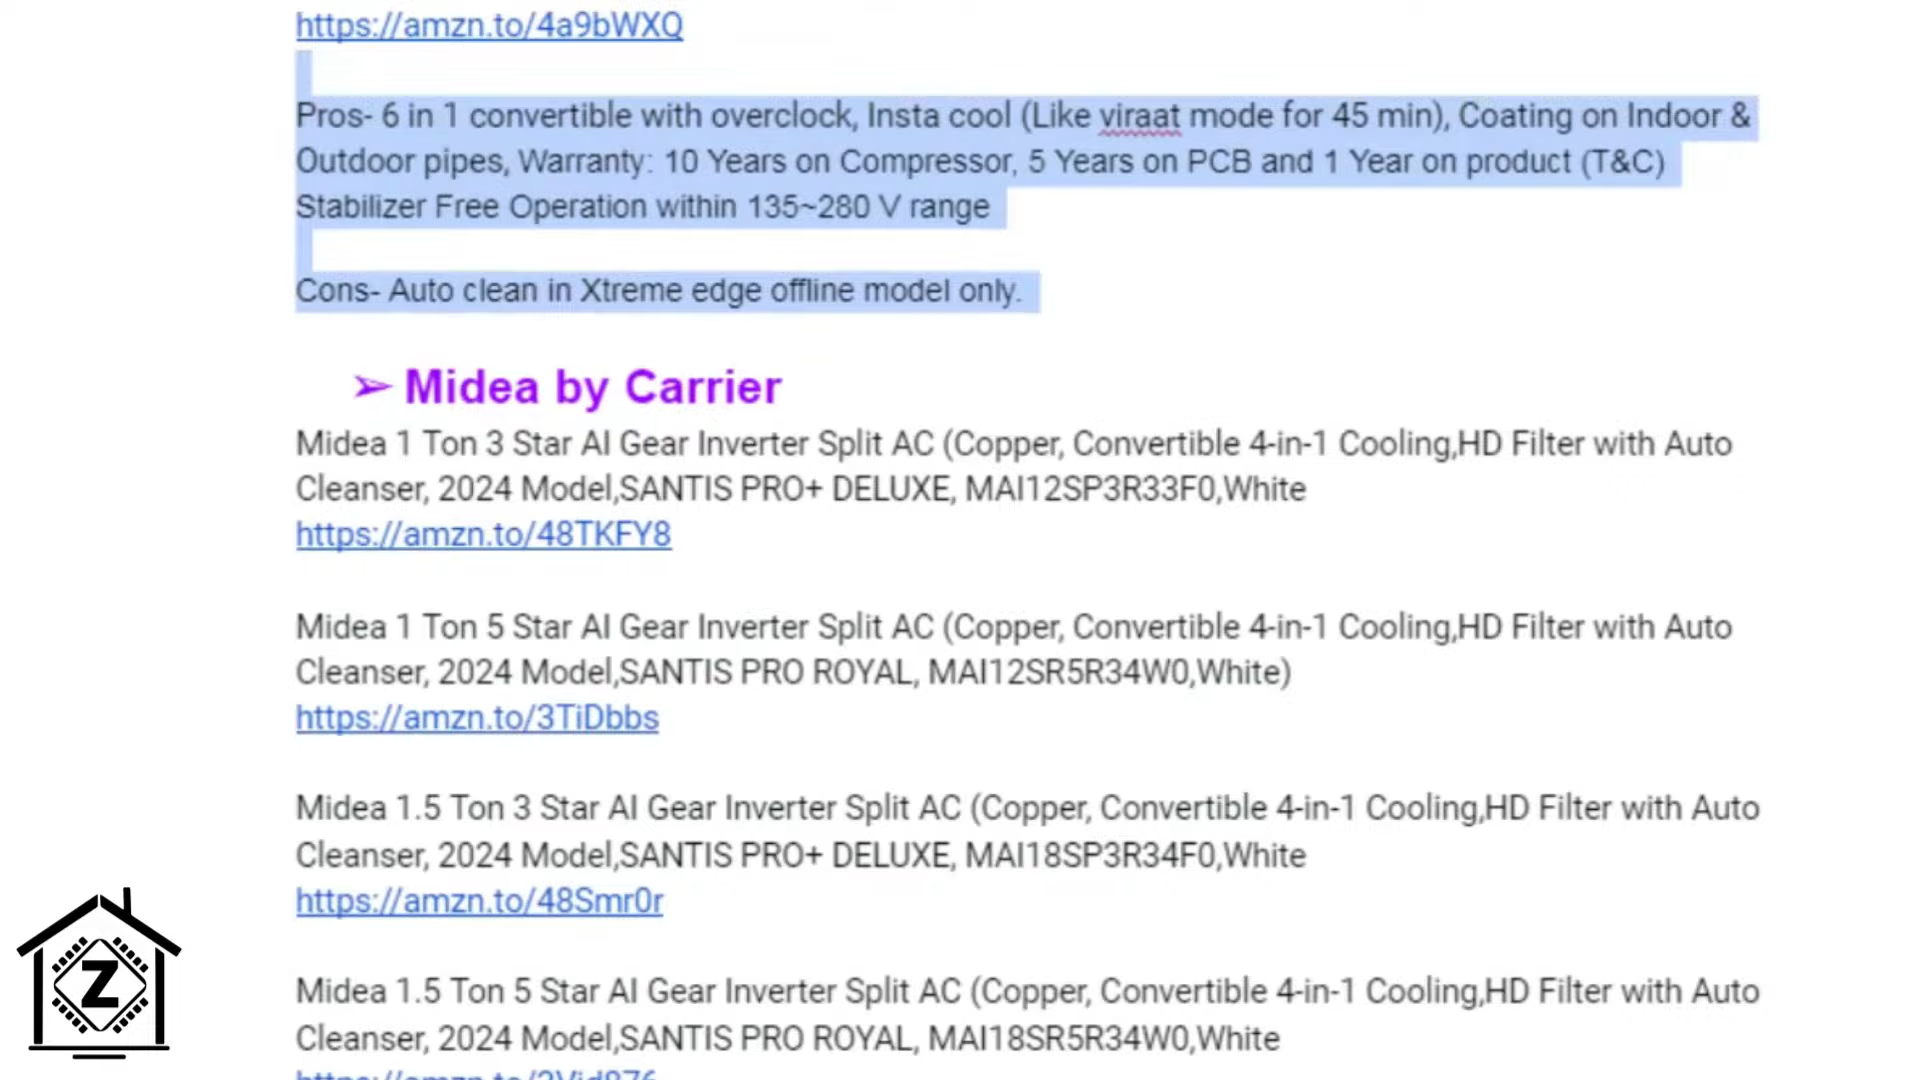 https://amzn.to/4a9bWXQ
Pros- 6 in 1 convertible with overclock, Insta cool (Like viraat mode for 45 min), Coating on Indoor &
Outdoor pipes, Warranty: 10 Years on Compressor, 5 Years on PCB and 1 Year on product (T&C)
Stabilizer Free Operation within 135~280 V range
Cons- Auto clean in Xtreme edge offline model only.
➢ Midea by Carrier
Midea 1 Ton 3 Star AI Gear Inverter Split AC (Copper, Convertible 4-in-1 Cooling,HD Filter with Auto
Cleanser, 2024 Model,SANTIS PRO+ DELUXE, MAI12SP3R33F0,White
https://amzn.to/48TKFY8
Midea 1 Ton 5 Star AI Gear Inverter Split AC (Copper, Convertible 4-in-1 Cooling,HD Filter with Auto
Cleanser, 2024 Model,SANTIS PRO ROYAL, MAI12SR5R34W0,White)
https://amzn.to/3TiDbbs
Midea 1.5 Ton 3 Star AI Gear Inverter Split AC (Copper, Convertible 4-in-1 Cooling,HD Filter with Auto
Cleanser, 2024 Model,SANTIS PRO+ DELUXE, MAI18SP3R34F0,White
https://amzn.to/48Smr0r
Midea 1.5 Ton 5 Star AI Gear Inverter Split AC (Copper, Convertible 4-in-1 Cooling,HD Filter with Auto
Cleanser, 2024 Model,SANTIS PRO ROYAL, MAI18SR5R34W0,White
Z